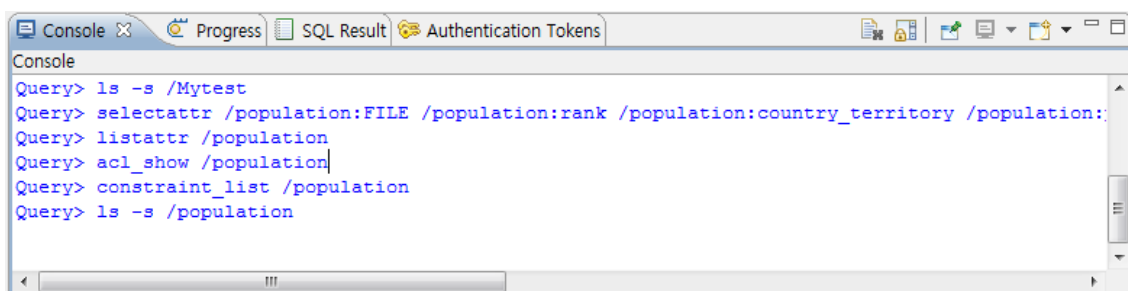 Console Progress SQL Result Authentication Tokens
Console
Query> ls -s /Mytest
Query> selectattr /population:FILE /population:rank /population:country_territory /population:
Query> listattr /population
Query> acl_show /population
Query> constraint_list /population
Query> ls -s /population